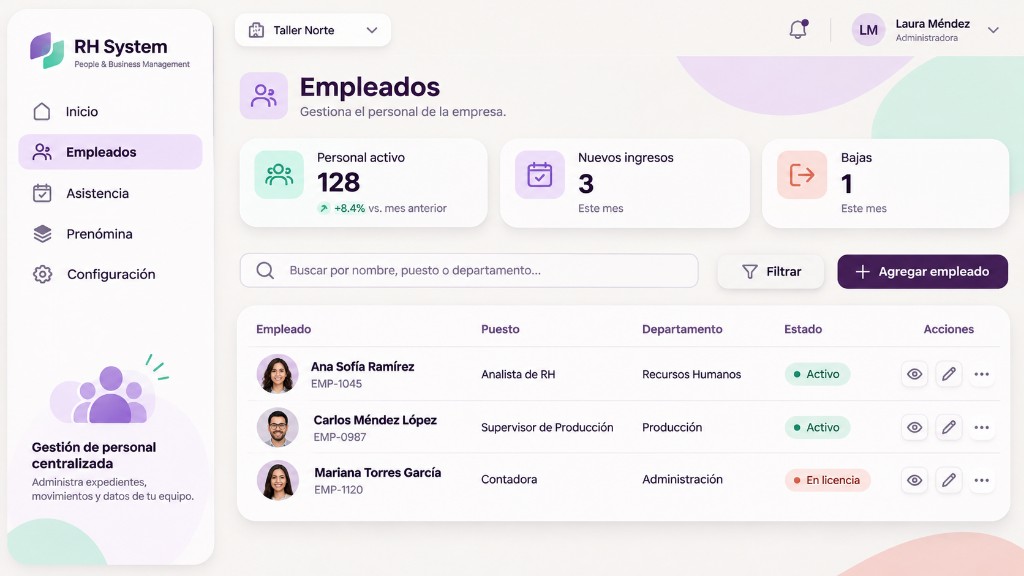 RH System
People & Business Management
Inicio
Empleados
Asistencia
Prenómina
Configuración
Gestión de personal
centralizada
Administra expedientes,
movimientos y datos de tu equipo.
Taller Norte
LM
Laura Méndez
Administradora
Empleados
Gestiona el personal de la empresa.
Personal activo
128
+8.4% vs. mes anterior
Nuevos ingresos
3
Este mes
Bajas
1
Este mes
Buscar por nombre, puesto o departamento...
Filtrar
Agregar empleado
Empleado Puesto Departamento Estado Acciones
Ana Sofía Ramírez
EMP-1045
Analista de RH
Recursos Humanos
Activo
Carlos Méndez López
EMP-0987
Supervisor de Producción
Producción
Activo
Mariana Torres García
EMP-1120
Contadora
Administración
En licencia